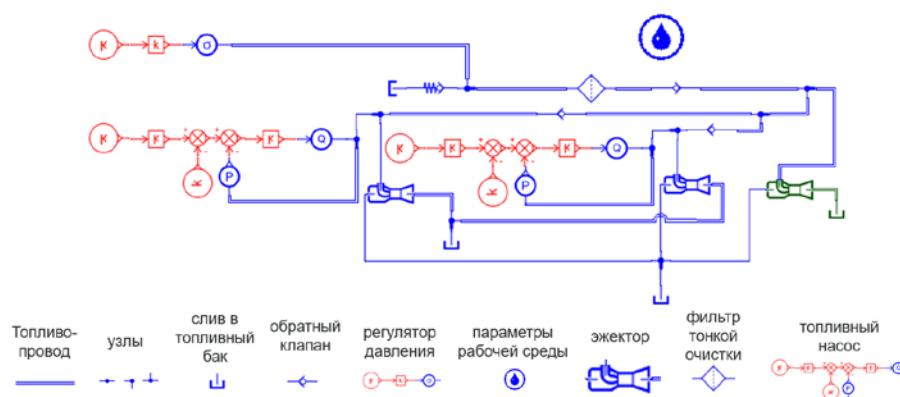 K k σ
K K K Q
K P
K K K Q
K P
Топливо-
провод
узлы
слив в
топливный
бак
обратный
клапан
регулятор
давления
параметры
рабочей среды
эжектор
фильтр
тонкой
очистки
топливный
насос
K k σ
K K K Q
K P